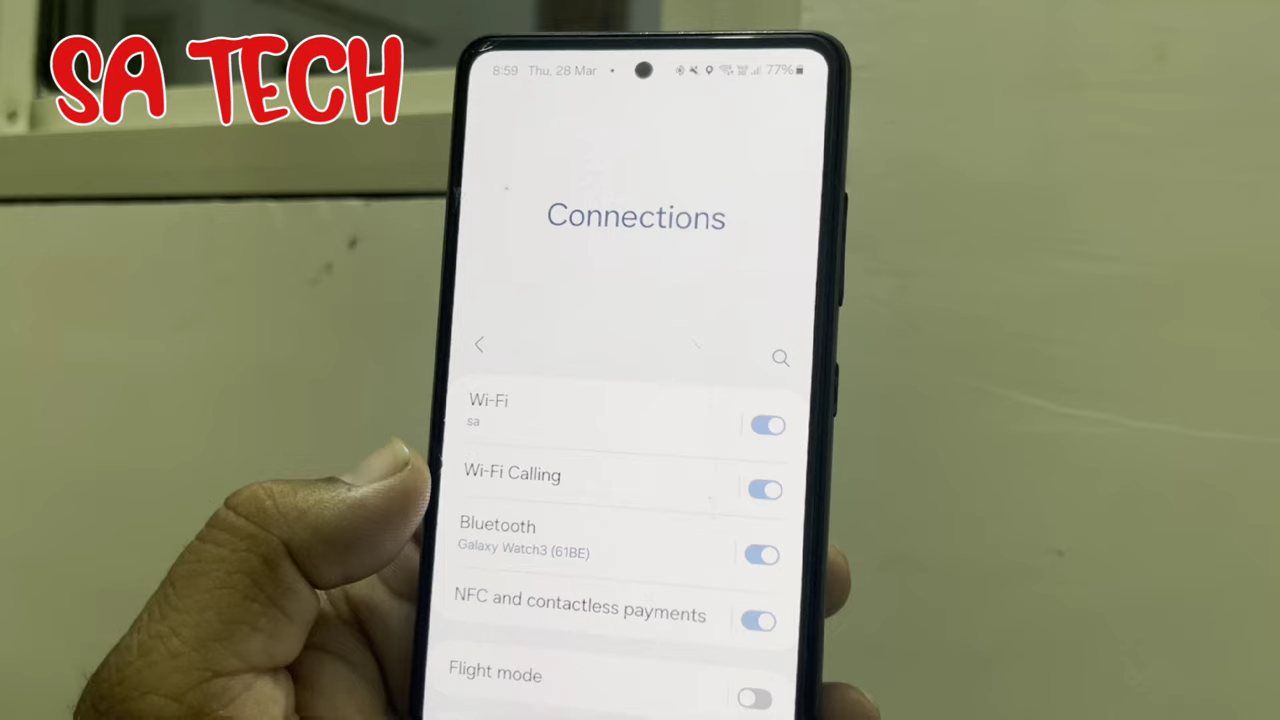 SA TECH
8:59 Thu, 28 Mar 77%
Connections
Wi-Fi
sa
Wi-Fi Calling
Bluetooth
Galaxy Watch3 (61BE)
NFC and contactless payments
Flight mode